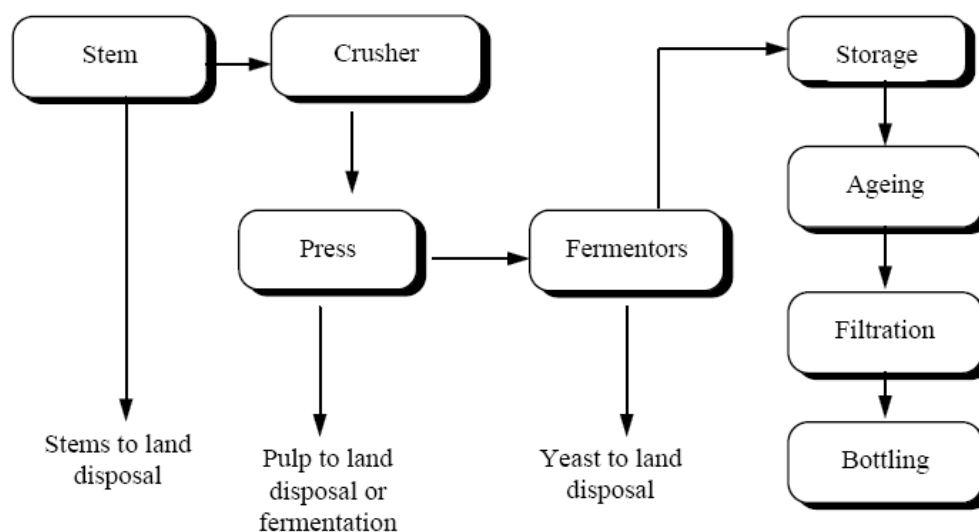 Stem
Crusher
Storage
Ageing
Press
Fermentors
Filtration
Stems to land
disposal
Pulp to land
disposal or
fermentation
Yeast to land
disposal
Bottling